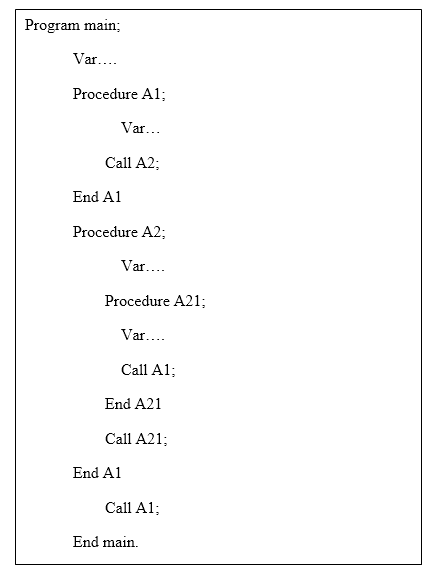 Program main;
Var….
Procedure A1;
Var…
Call A2;
End A1
Procedure A2;
Var….
Procedure A21;
Var….
Call A1;
End A21
Call A21;
End A1
Call A1;
End main.